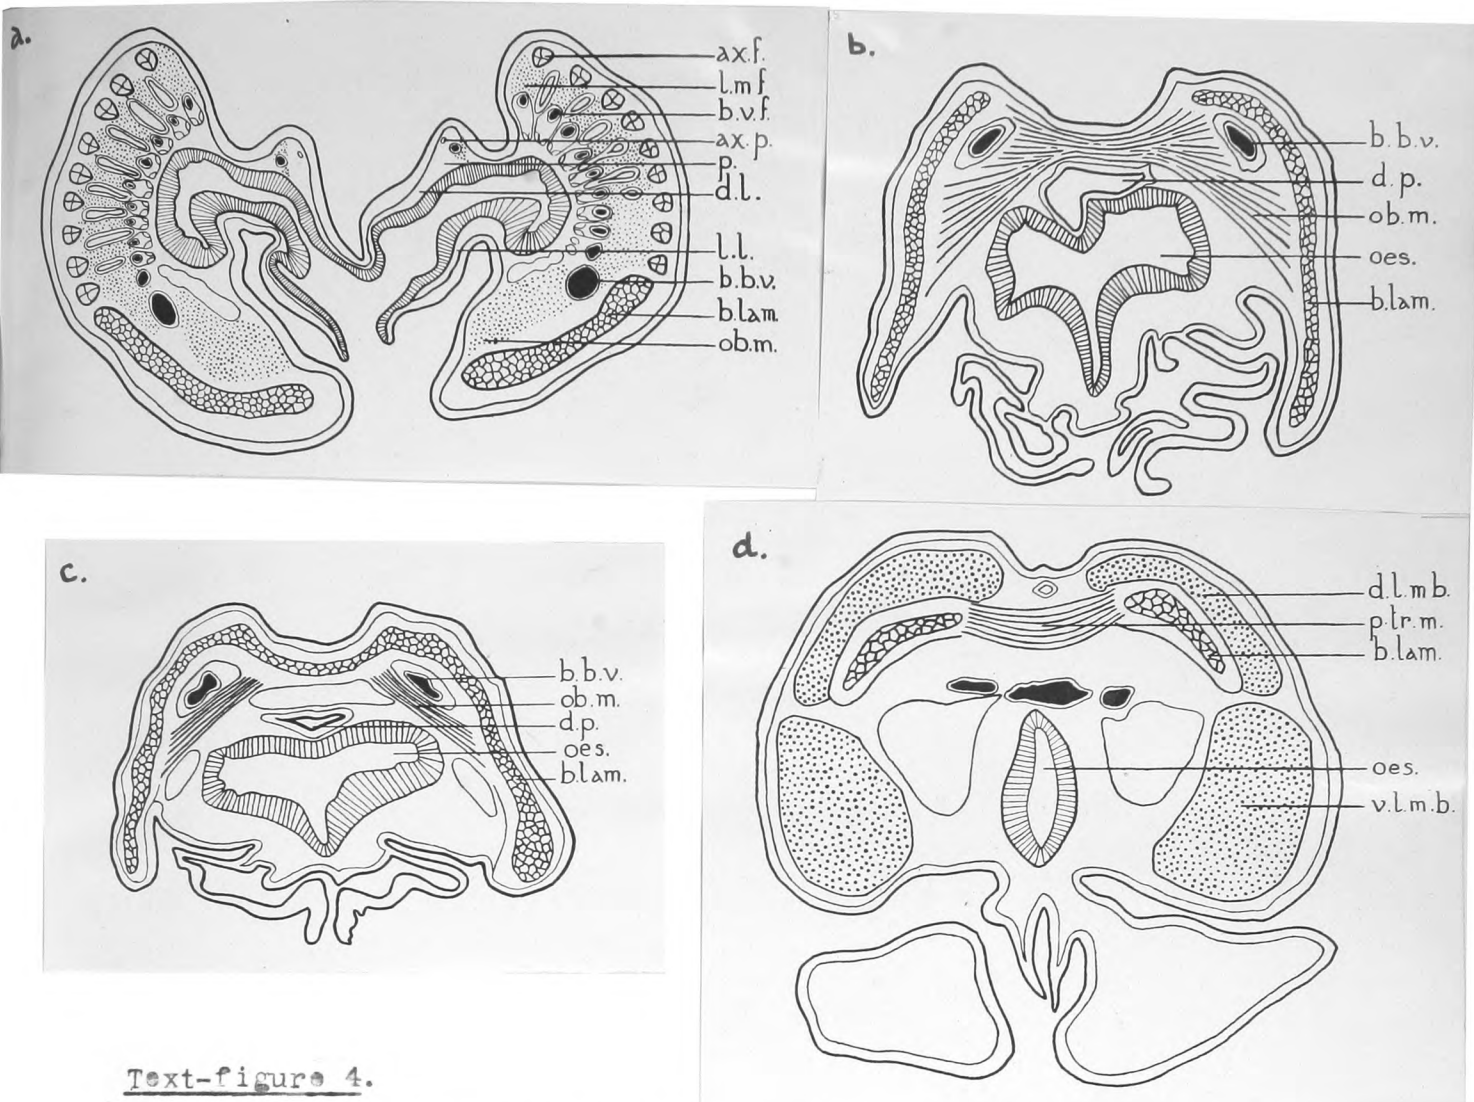 a.
ax.f.
l.m f
b.v.f.
ax.p.
p.
d.l.
l.l.
b.b.v.
b.lam
ob.m.
b.
b.b.v.
d.p.
ob.m.
oes.
b.lam.
c.
b.b.v.
ob.m.
d.p.
oes.
b.lam.
d.
d.l.m b.
p.tr.m.
b.lam.
oes.
v.l.m.b.
Text-figure 4.